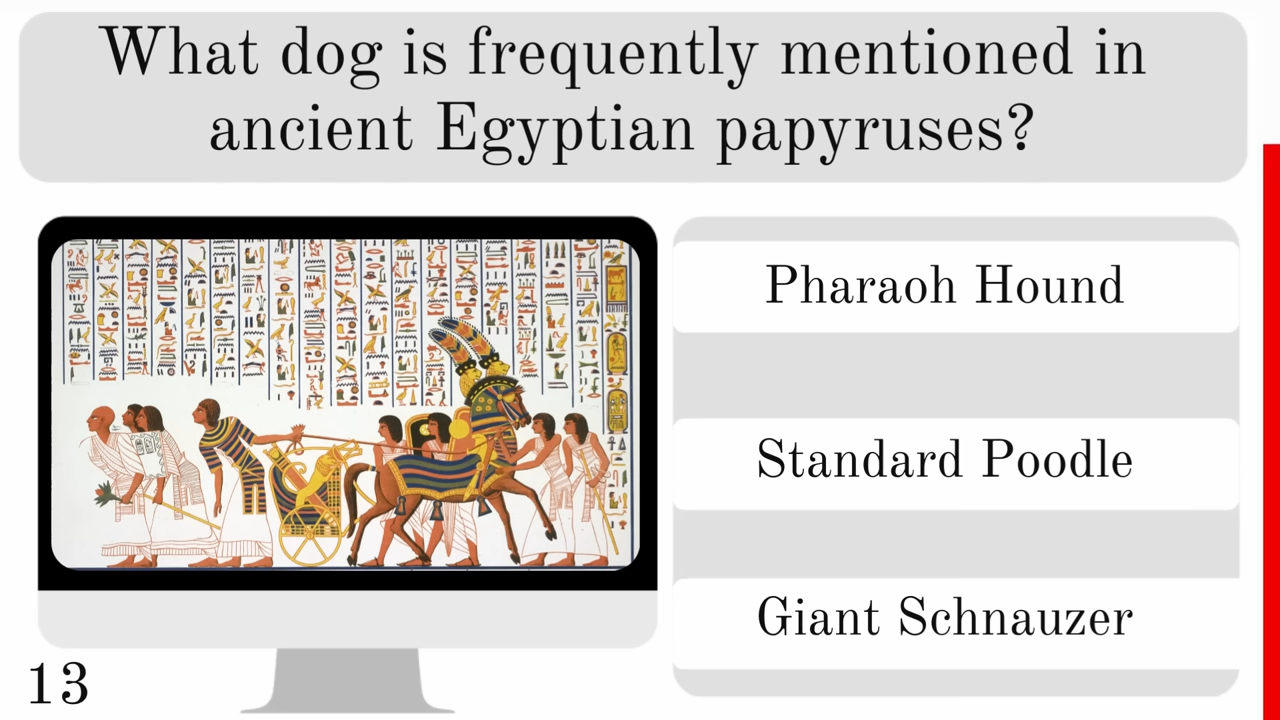 What dog is frequently mentioned in
ancient Egyptian papyruses?
Pharaoh Hound
Standard Poodle
Giant Schnauzer
13